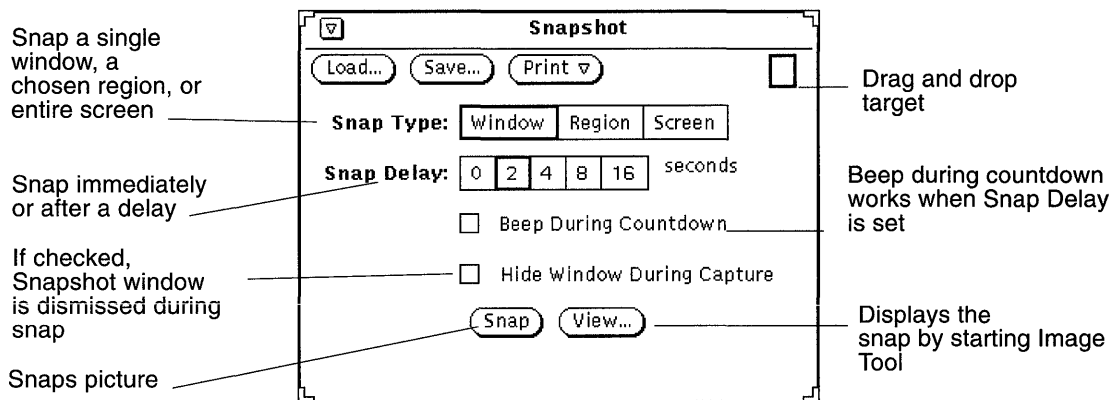 Snap a single
window, a
chosen region, or
entire screen
Snap immediately
or after a delay
If checked,
Snapshot window
is dismissed during
snap
Snaps picture
Snapshot
Load...
Save...
Print
Snap Type: Window Region Screen
Snap Delay: 0 2 4 8 16 seconds
Beep During Countdown
Hide Window During Capture
Snap
View...
Drag and drop
target
Beep during countdown
works when Snap Delay
is set
Displays the
snap by starting Image
Tool